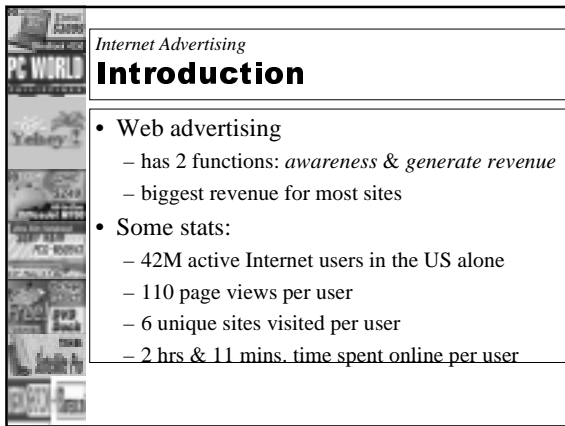 PC WORLD
Yehey!
Free
Internet Advertising
Introduction
• Web advertising
– has 2 functions: awareness & generate revenue
– biggest revenue for most sites
• Some stats:
– 42M active Internet users in the US alone
– 110 page views per user
– 6 unique sites visited per user
– 2 hrs & 11 mins. time spent online per user